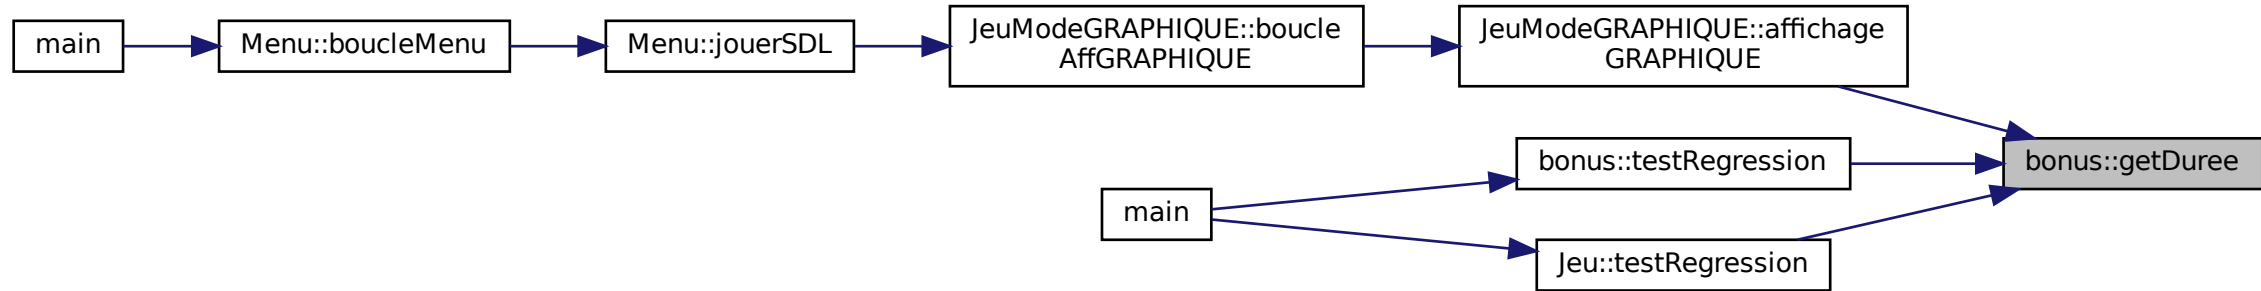 main
Menu::boucleMenu
Menu::jouerSDL
JeuModeGRAPHIQUE::boucle
AffGRAPHIQUE
JeuModeGRAPHIQUE::affichage
GRAPHIQUE
bonus::testRegression
bonus::getDuree
main
Jeu::testRegression